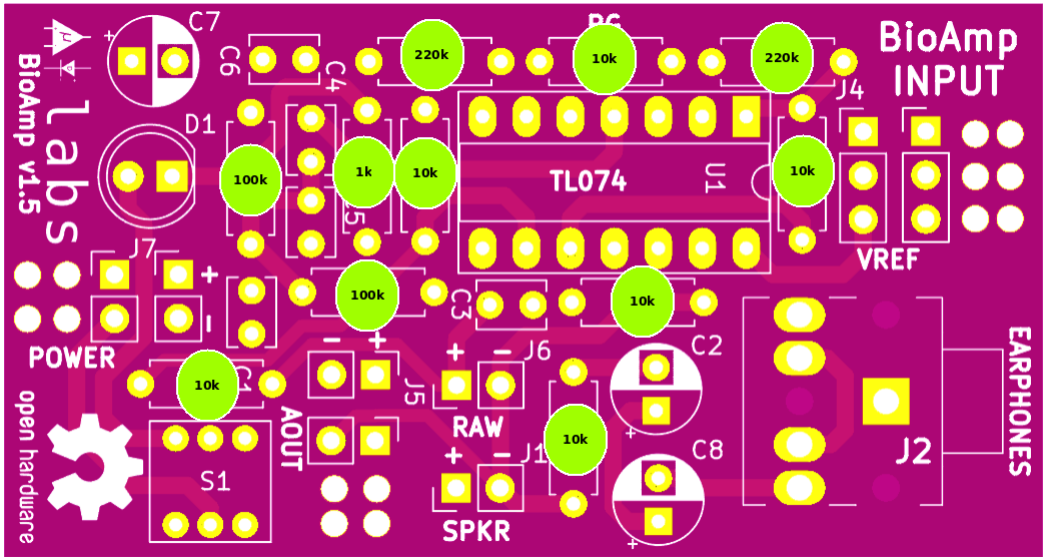 C7
C6
C4
220k
10k
220k
BioAmp
INPUT
J4
BioAmp v1.5
labs
D1
100k
1k
10k
TL074
U1
10k
5
VREF
J7
+
-
POWER
100k
C3
10k
10k
C1
- +
J5
AOUT
+ -
J6
RAW
C2
+
EARPHONES
open hardware
S1
10k
+ -
J1
SPKR
C8
+
J2